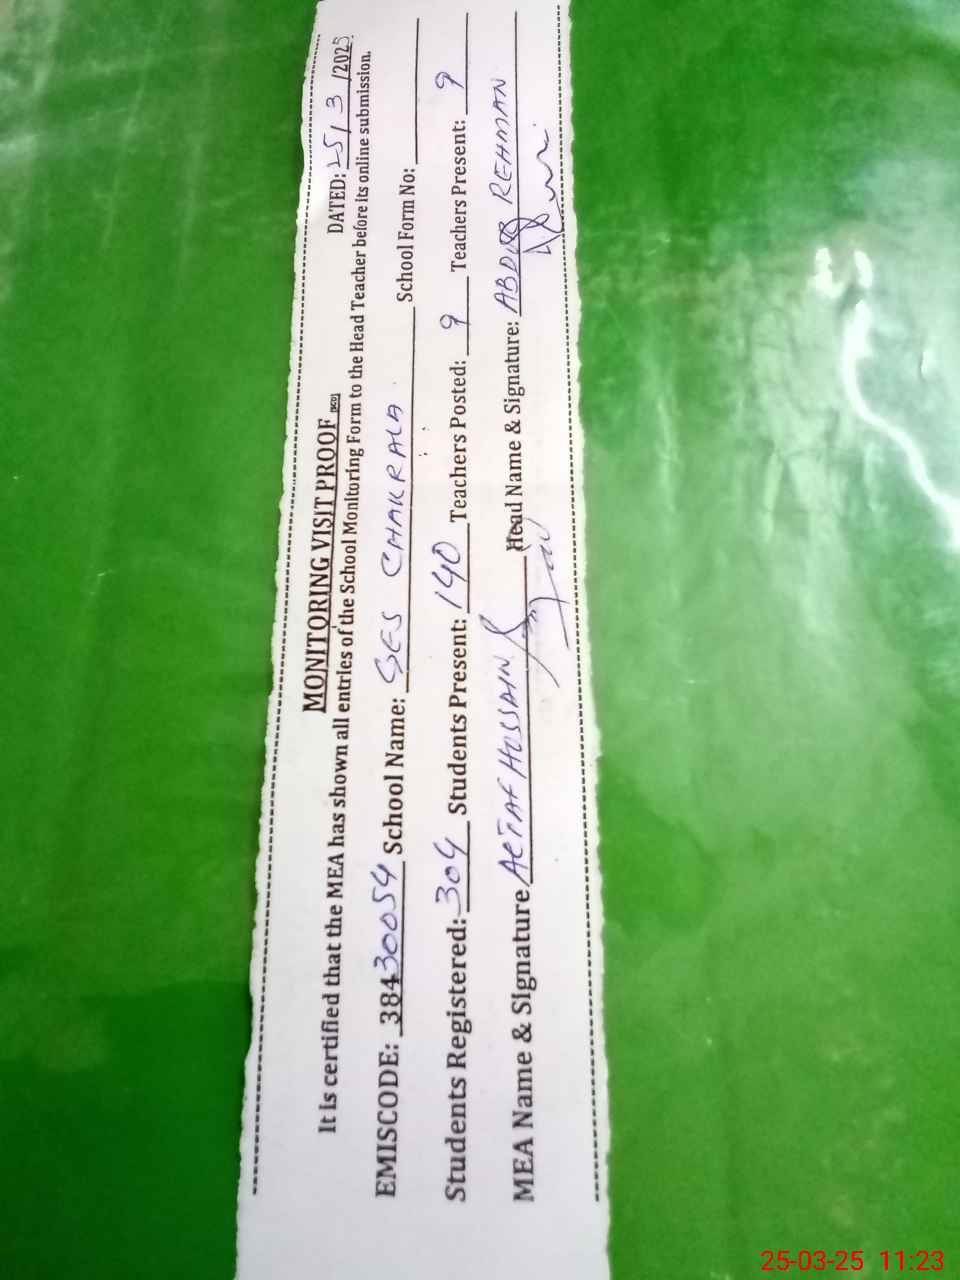 MONITORING VISIT PROOF DATED: 25/3/2025
It is certified that the MEA has shown all entries of the School Monitoring Form to the Head Teacher before its online submission.
EMISCODE: 38430054 School Name: GES CHAKRALA School Form No:
Students Registered: 304 Students Present: 190 Teachers Posted: 9 Teachers Present: 9
MEA Name & Signature ALTAF HUSSAIN Head Name & Signature: ABDUR REHMAN
25-03-25 11:23